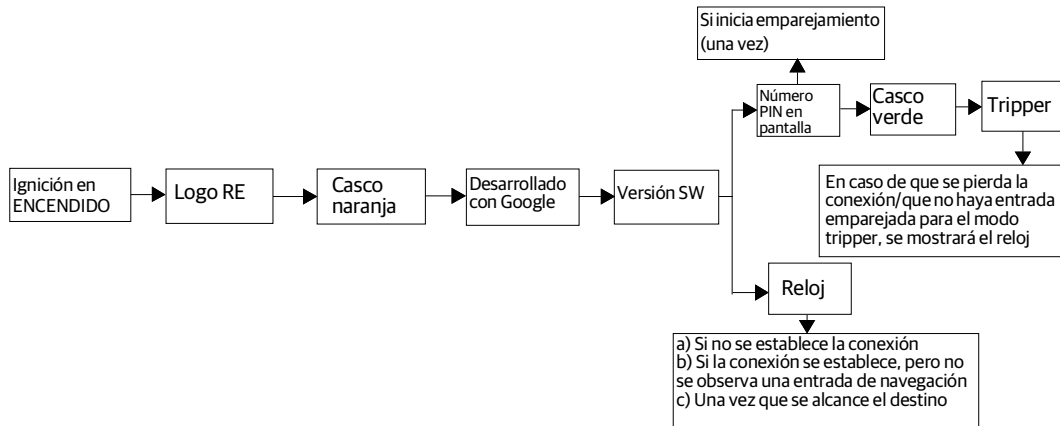 Si inicia emparejamiento
(una vez)
Número
PIN en
pantalla
Casco
verde
Tripper
Ignición en
ENCENDIDO
Logo RE
Casco
naranja
Desarrollado
con Google
Versión SW
En caso de que se pierda la
conexión/que no haya entrada
emparejada para el modo
tripper, se mostrará el reloj
Reloj
a) Si no se establece la conexión
b) Si la conexión se establece, pero no
se observa una entrada de navegación
c) Una vez que se alcance el destino